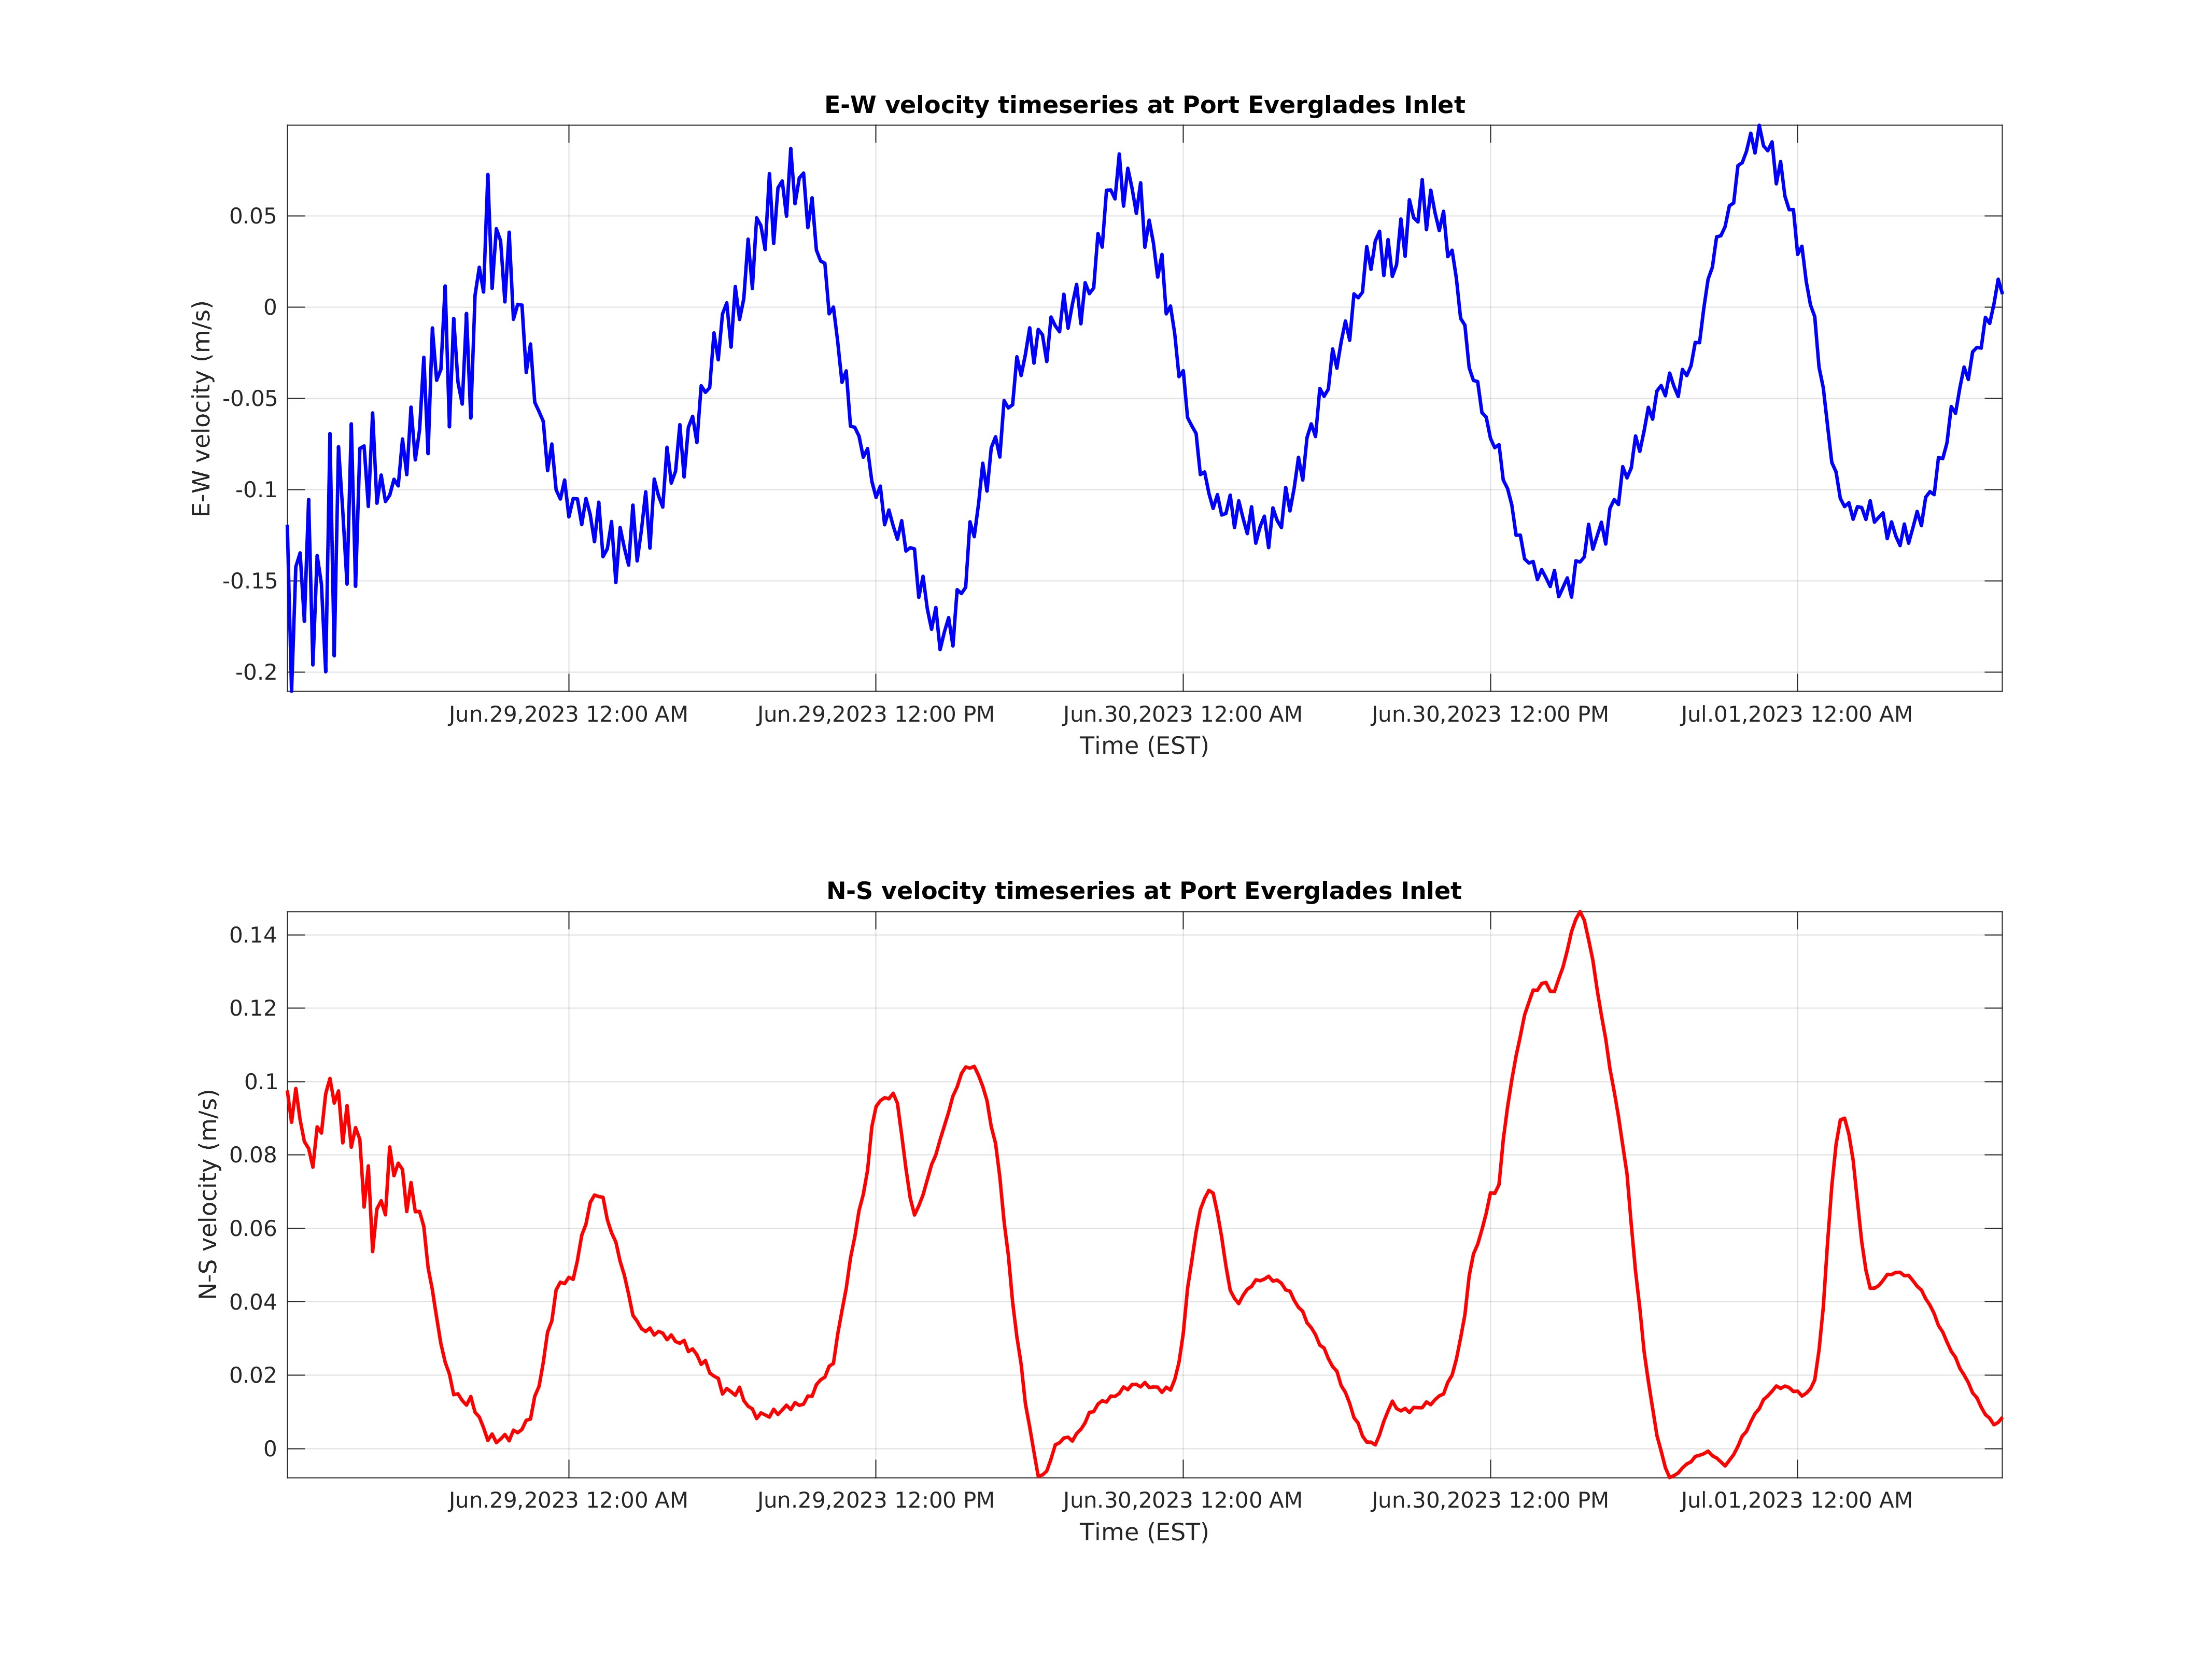 E-W velocity timeseries at Port Everglades Inlet
E-W velocity (m/s)
0.05
0
-0.05
-0.1
-0.15
-0.2
Jun.29,2023 12:00 AM Jun.29,2023 12:00 PM Jun.30,2023 12:00 AM Jun.30,2023 12:00 PM Jul.01,2023 12:00 AM
Time (EST)
N-S velocity timeseries at Port Everglades Inlet
N-S velocity (m/s)
0.14
0.12
0.1
0.08
0.06
0.04
0.02
0
Jun.29,2023 12:00 AM Jun.29,2023 12:00 PM Jun.30,2023 12:00 AM Jun.30,2023 12:00 PM Jul.01,2023 12:00 AM
Time (EST)